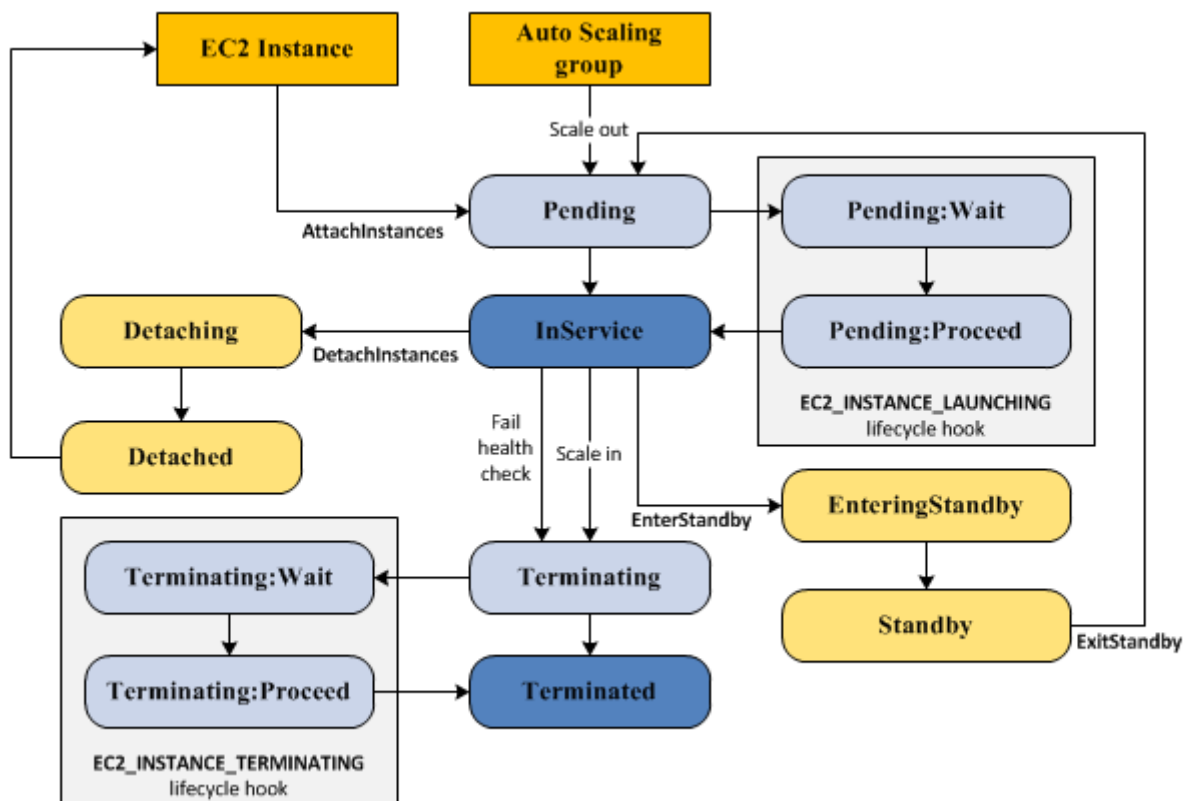 EC2 Instance
Auto Scaling
group
Scale out
Pending
Pending:Wait
AttachInstances
Detaching
InService
Pending:Proceed
DetachInstances
EC2_INSTANCE_LAUNCHING
lifecycle hook
Fail
health
check
Scale in
Detached
EnteringStandby
EnterStandby
Terminating:Wait
Terminating
Standby
ExitStandby
Terminating:Proceed
Terminated
EC2_INSTANCE_TERMINATING
lifecycle hook